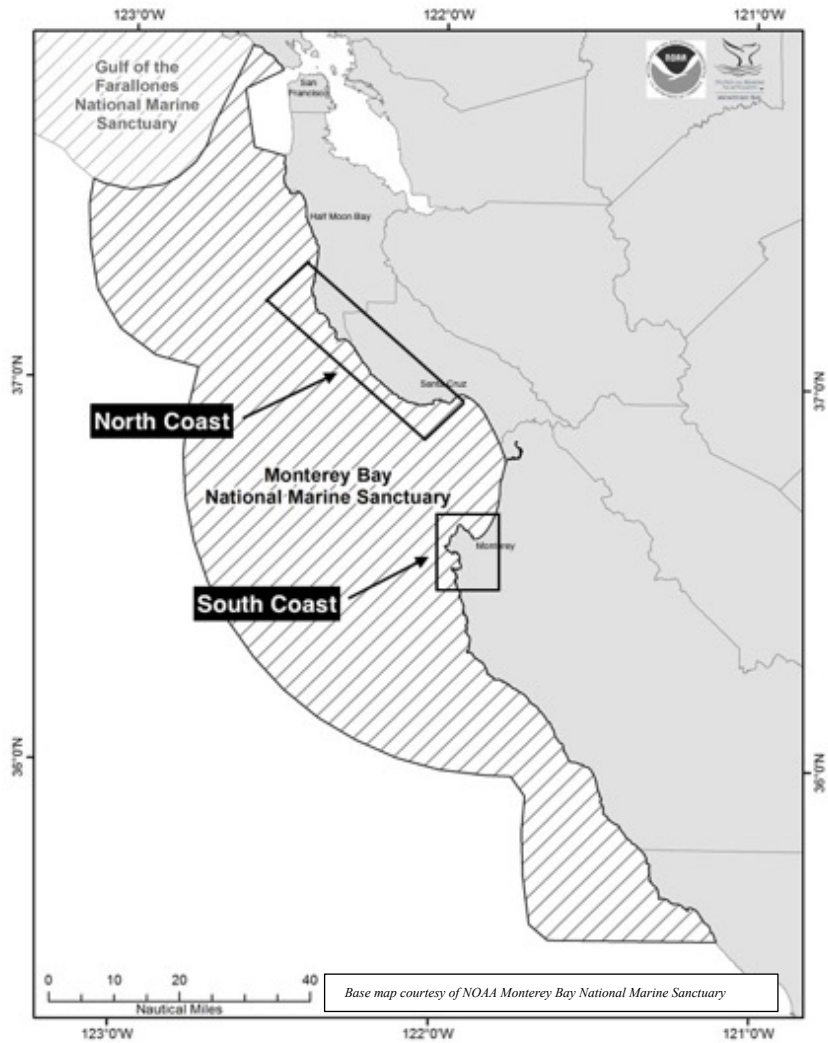 123°0'W
122°0'W
121°0'W
Gulf of the
Farallones
National Marine
Sanctuary
San
Francisco
NOAA
Half Moon Bay
37°0'N
37°0'N
Santa Cruz
North Coast
Monterey Bay
National Marine Sanctuary
Monterey
South Coast
36°0'N
36°0'N
0
10
20
40
Nautical Miles
Base map courtesy of NOAA Monterey Bay National Marine Sanctuary
123°0'W
122°0'W
121°0'W